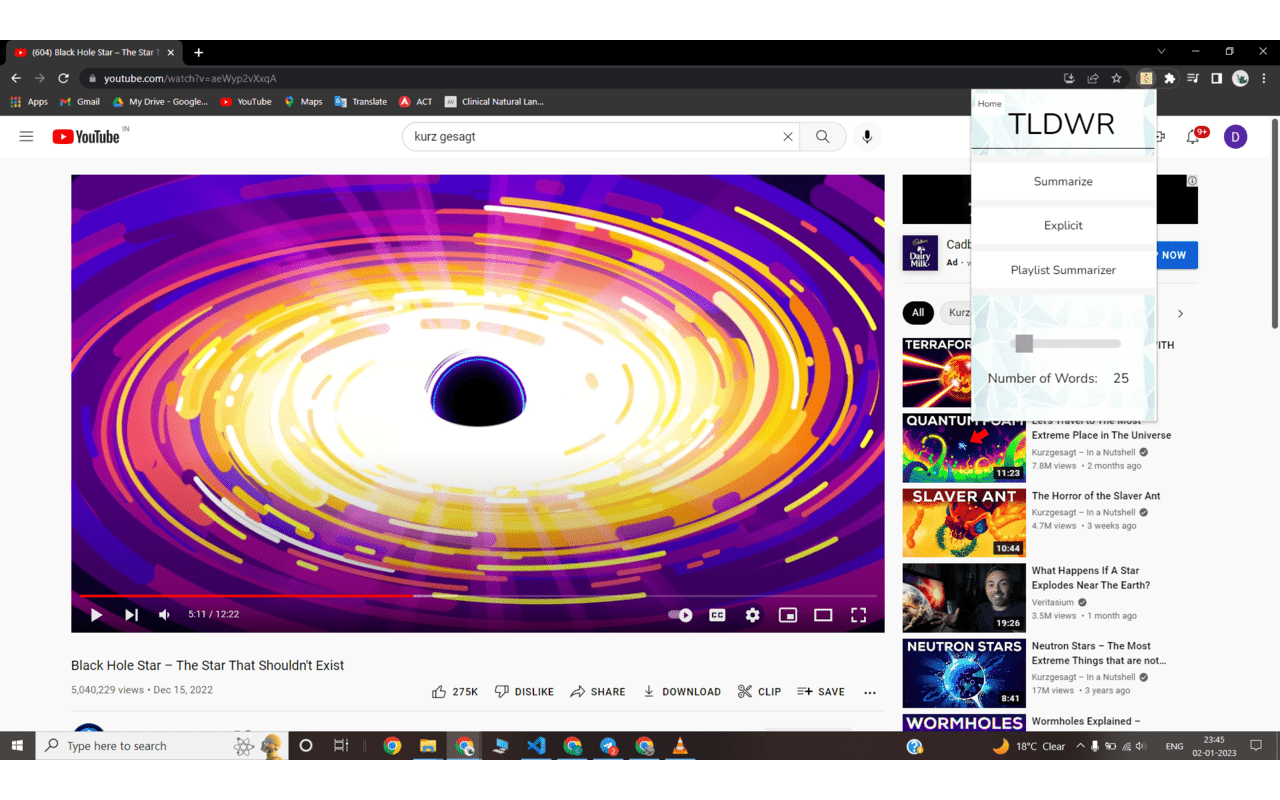 (604) Black Hole Star – The Star T
youtube.com/watch?v=aeWyp2vXxqA
Apps
Gmail
My Drive - Google...
YouTube
Maps
Translate
ACT
Clinical Natural Lan...
YouTube IN
kurz gesagt
9+
D
Home
TLDWR
Summarize
Explicit
Playlist Summarizer
Number of Words: 25
Cadbury
Dairy
Milk
Cadb
Ad
NOW
All
Kurz
TERRAFOR
ITH
QUANTUM FOAM
11:23
Let's Travel to The Most
Extreme Place in The Universe
Kurzgesagt – In a Nutshell
7.8M views • 2 months ago
SLAVER ANT
10:44
The Horror of the Slaver Ant
Kurzgesagt – In a Nutshell
4.7M views • 3 weeks ago
19:26
What Happens If A Star
Explodes Near The Earth?
Veritasium
3.5M views • 1 month ago
NEUTRON STARS
8:41
Neutron Stars – The Most
Extreme Things that are not...
Kurzgesagt – In a Nutshell
17M views • 3 years ago
WORMHOLES
Wormholes Explained –
5:11 / 12:22
CC
Black Hole Star – The Star That Shouldn't Exist
5,040,229 views • Dec 15, 2022
275K
DISLIKE
SHARE
DOWNLOAD
CLIP
SAVE
Type here to search
18°C Clear
ENG
23:45
02-01-2023